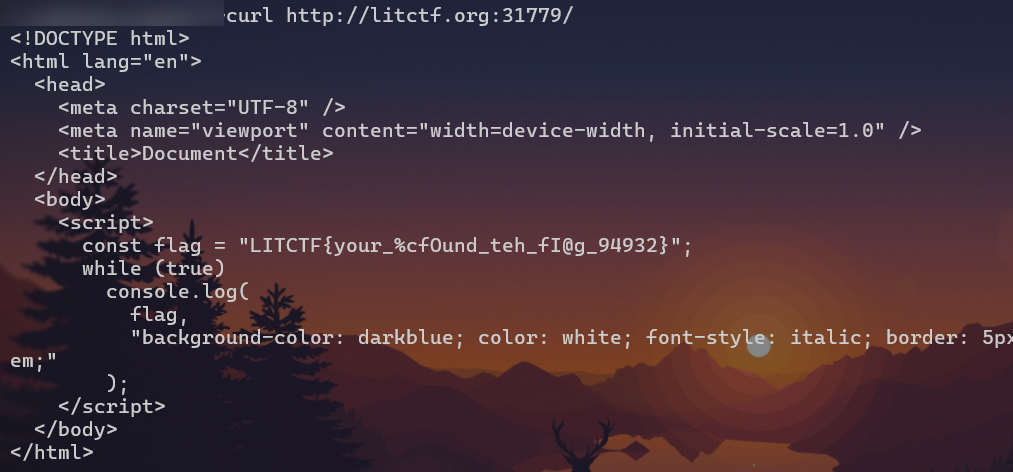 curl http://litctf.org:31779/
<!DOCTYPE html>
<html lang="en">
  <head>
    <meta charset="UTF-8" />
    <meta name="viewport" content="width=device-width, initial-scale=1.0" />
    <title>Document</title>
  </head>
  <body>
    <script>
      const flag = "LITCTF{your_%cfOund_teh_fI@g_94932}";
      while (true)
        console.log(
          flag,
          "background-color: darkblue; color: white; font-style: italic; border: 5px
em;"
        );
    </script>
  </body>
</html>